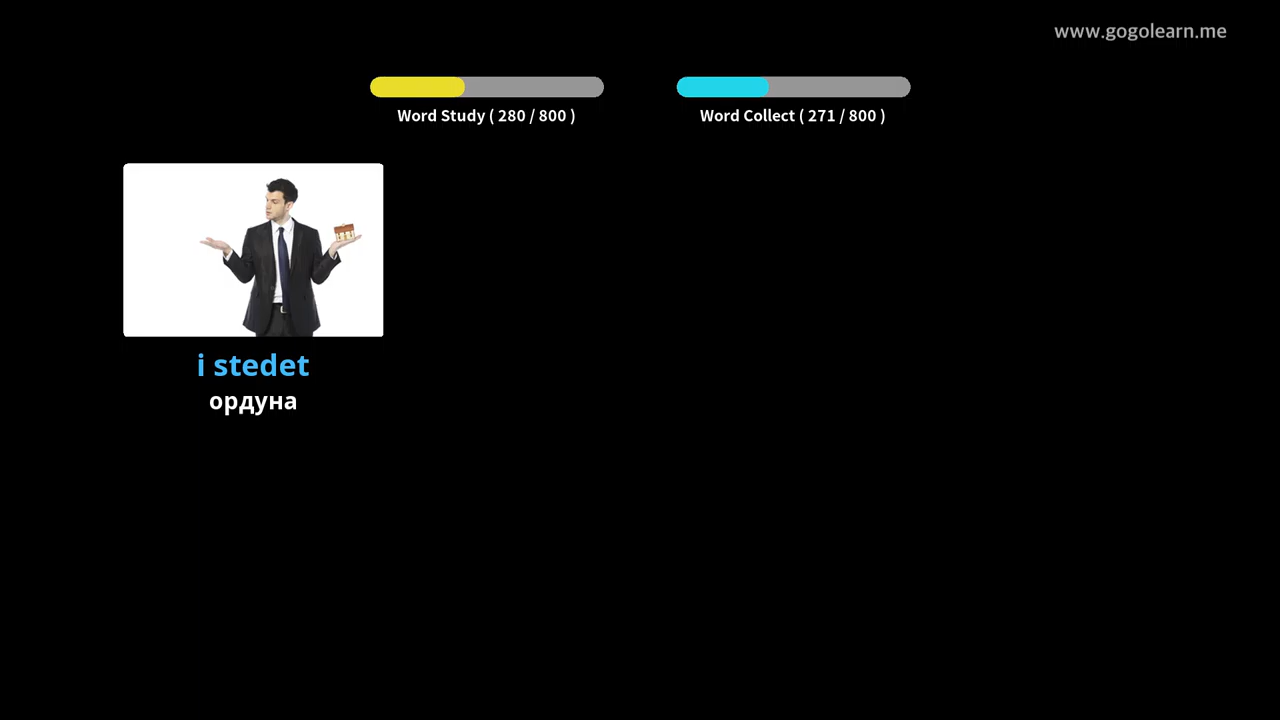 www.gogolearn.me
Word Study ( 280 / 800 )
Word Collect ( 271 / 800 )
i stedet
ордуна